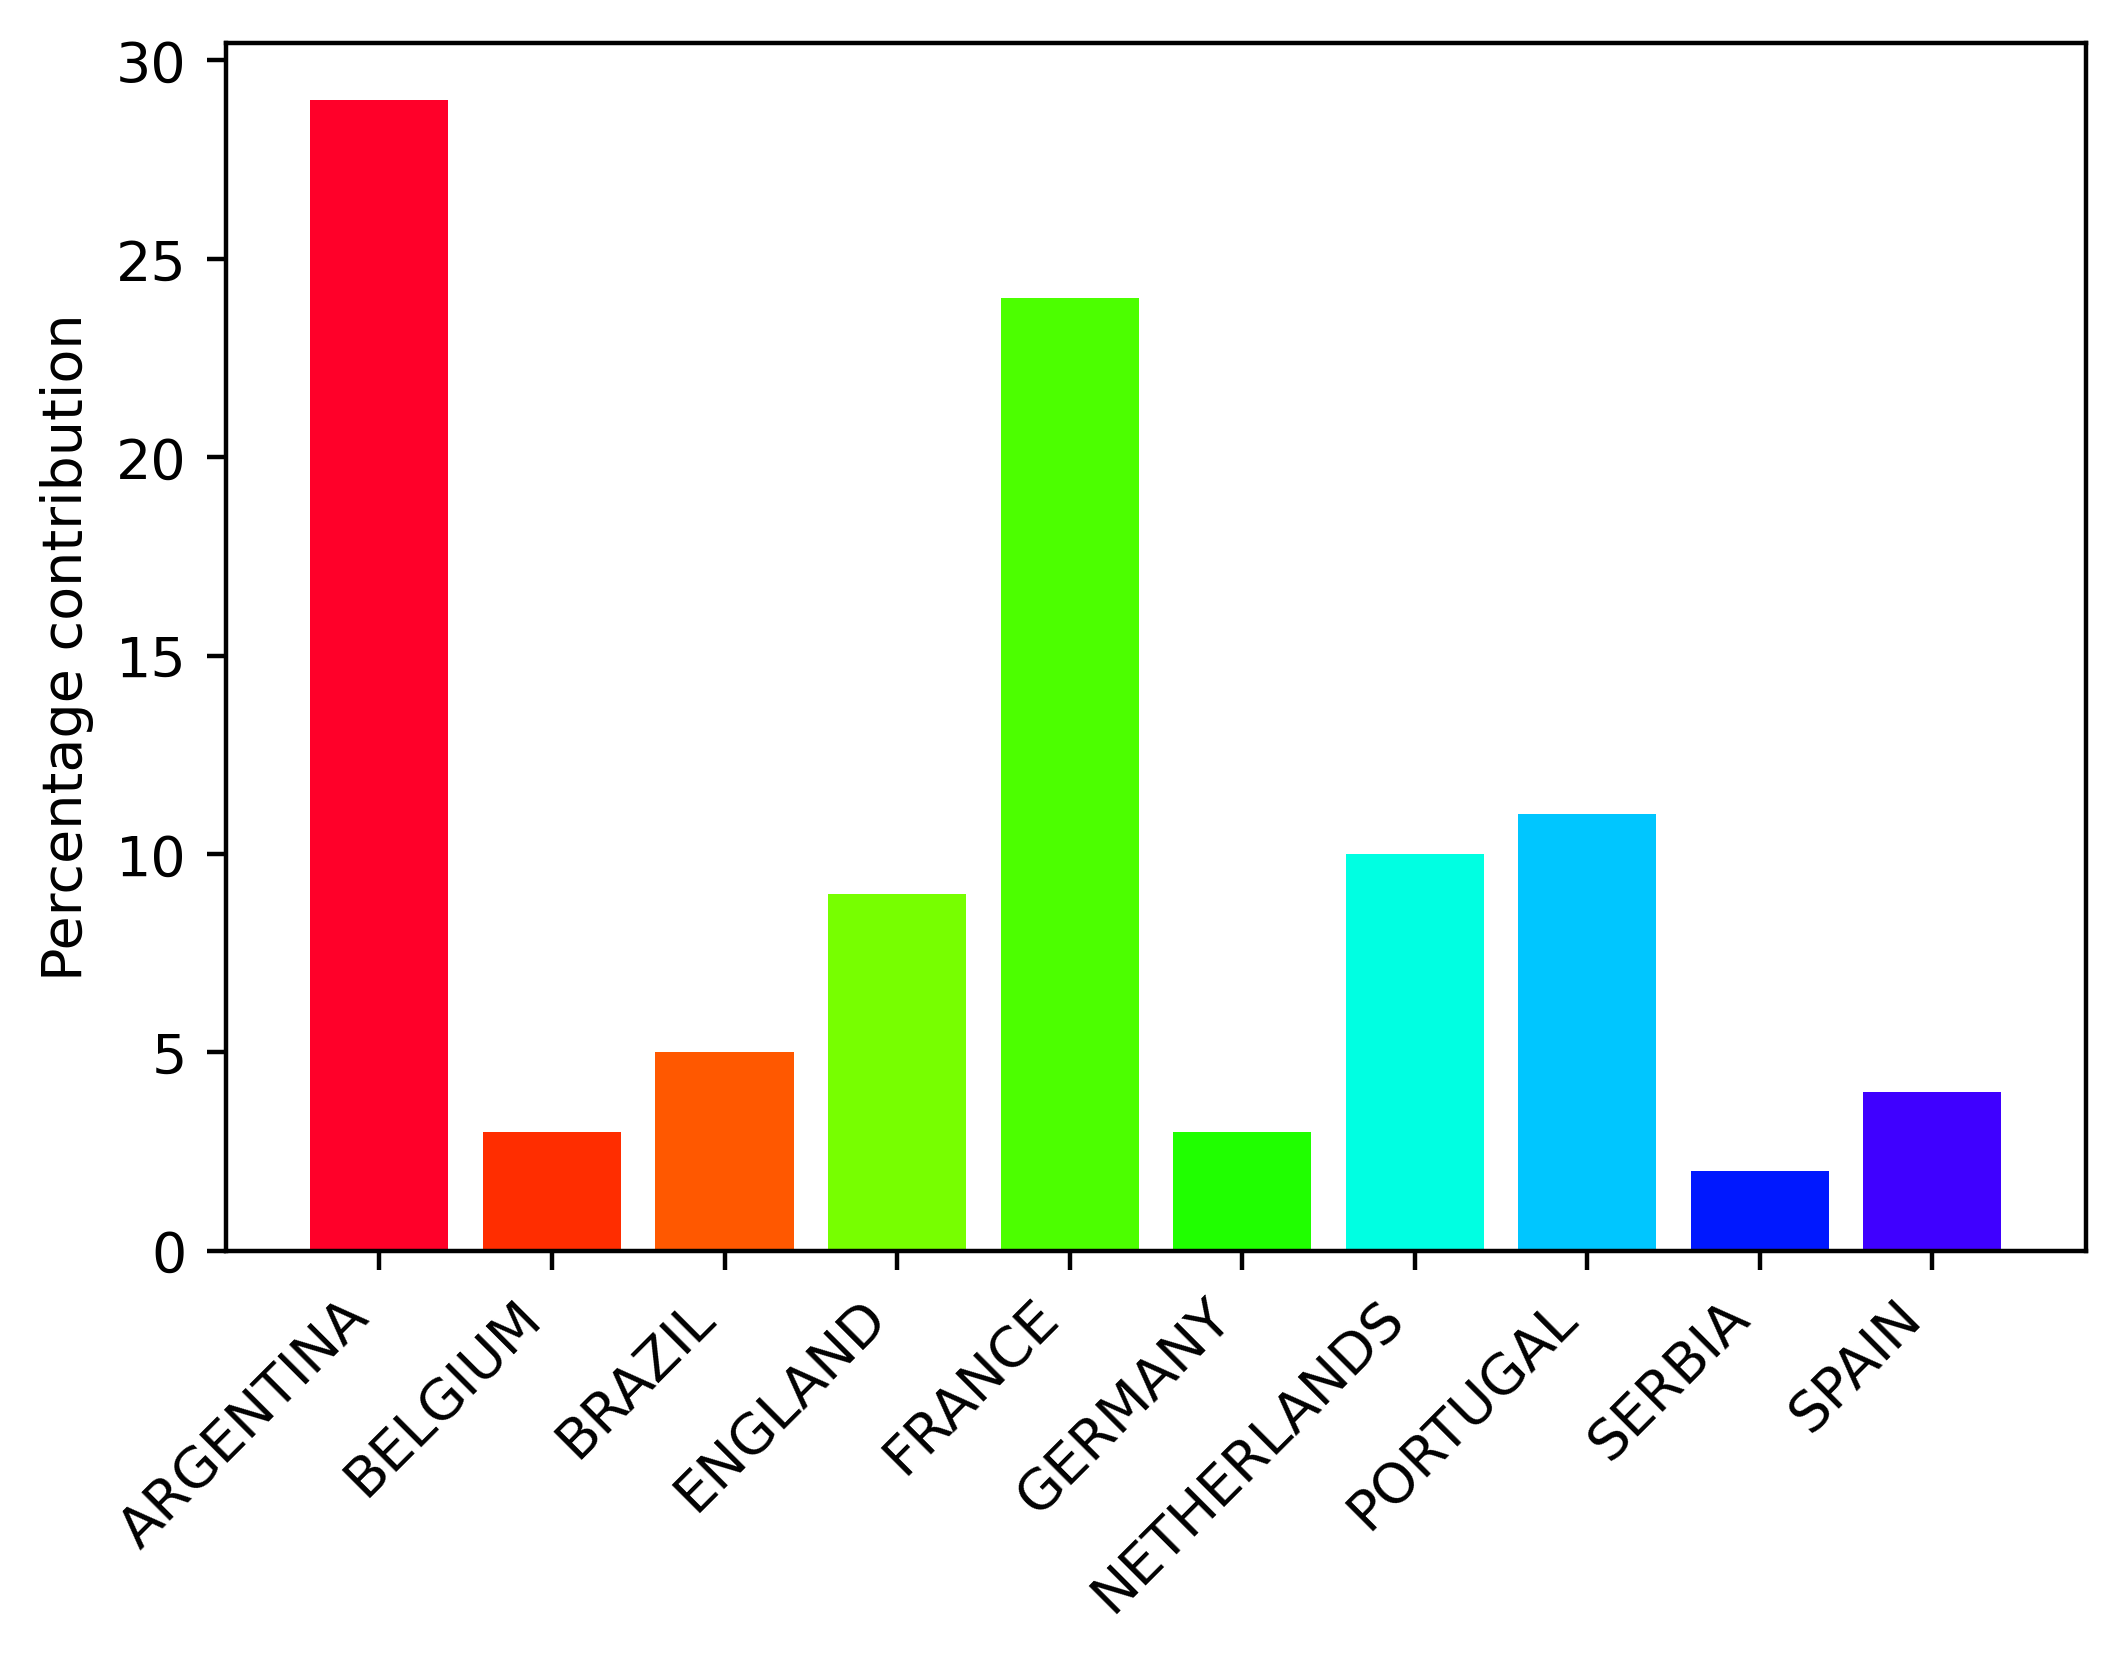 Percentage contribution
30
25
20
15
10
5
0
ARGENTINA
BELGIUM
BRAZIL
ENGLAND
FRANCE
GERMANY
NETHERLANDS
PORTUGAL
SERBIA
SPAIN